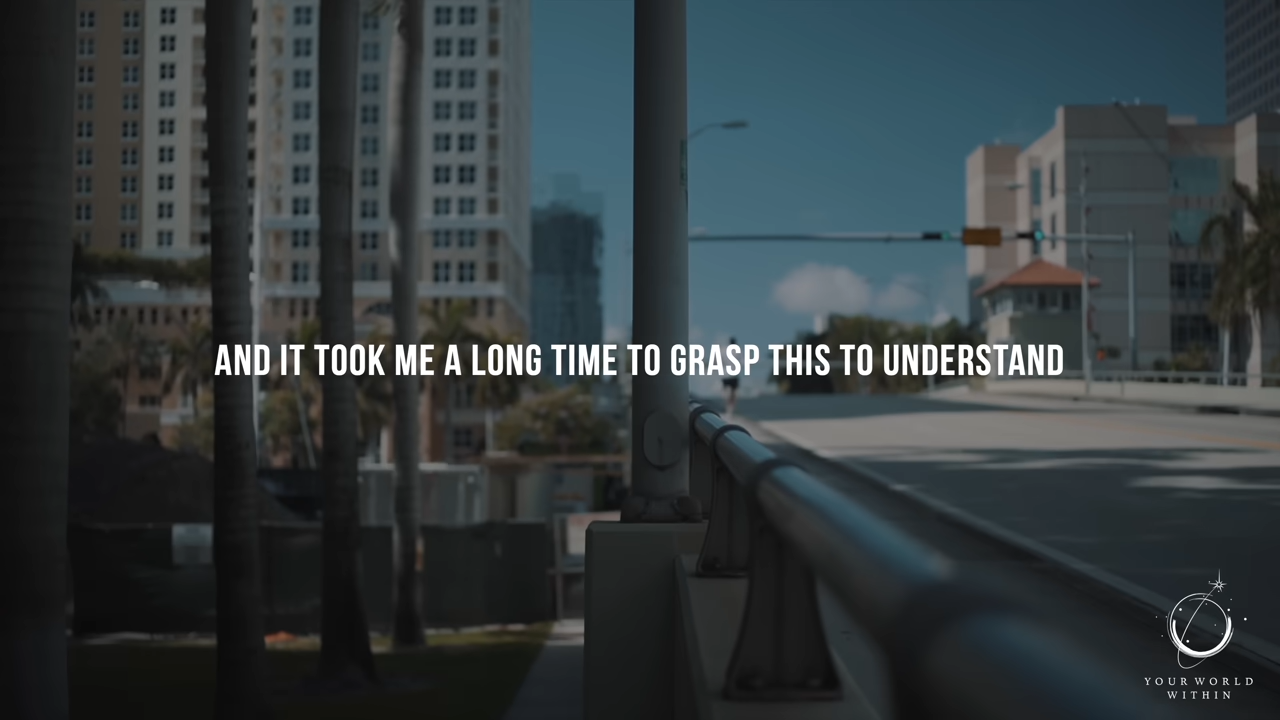 AND IT TOOK ME A LONG TIME TO GRASP THIS TO UNDERSTAND
YOUR WORLD
WITHIN